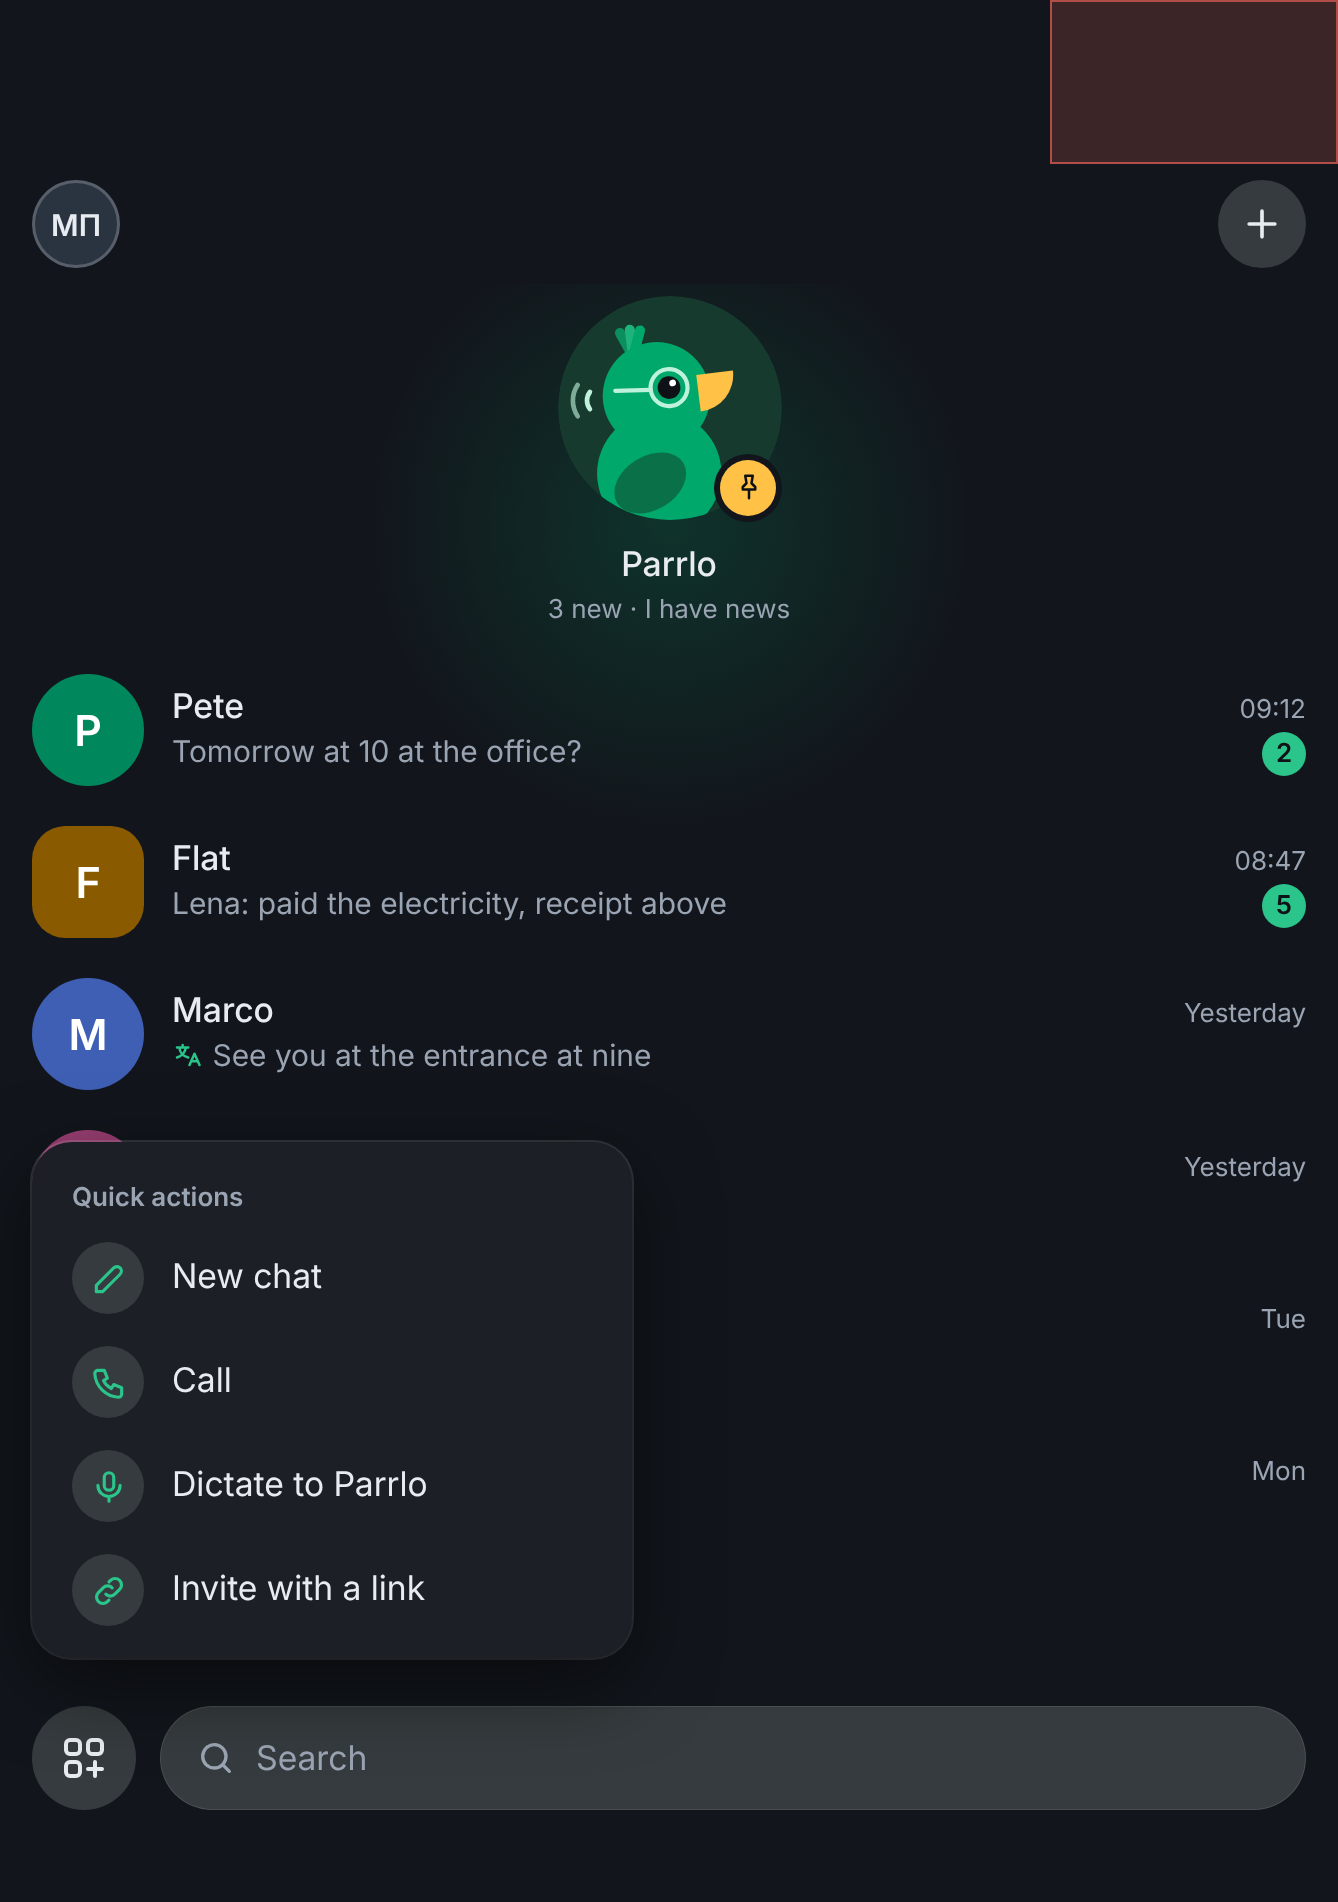 МП
Parrlo
3 new · I have news
P
Pete
09:12
Tomorrow at 10 at the office?
2
F
Flat
08:47
Lena: paid the electricity, receipt above
5
M
Marco
Yesterday
See you at the entrance at nine
Yesterday
Quick actions
New chat
Tue
Call
Mon
Dictate to Parrlo
Invite with a link
Search